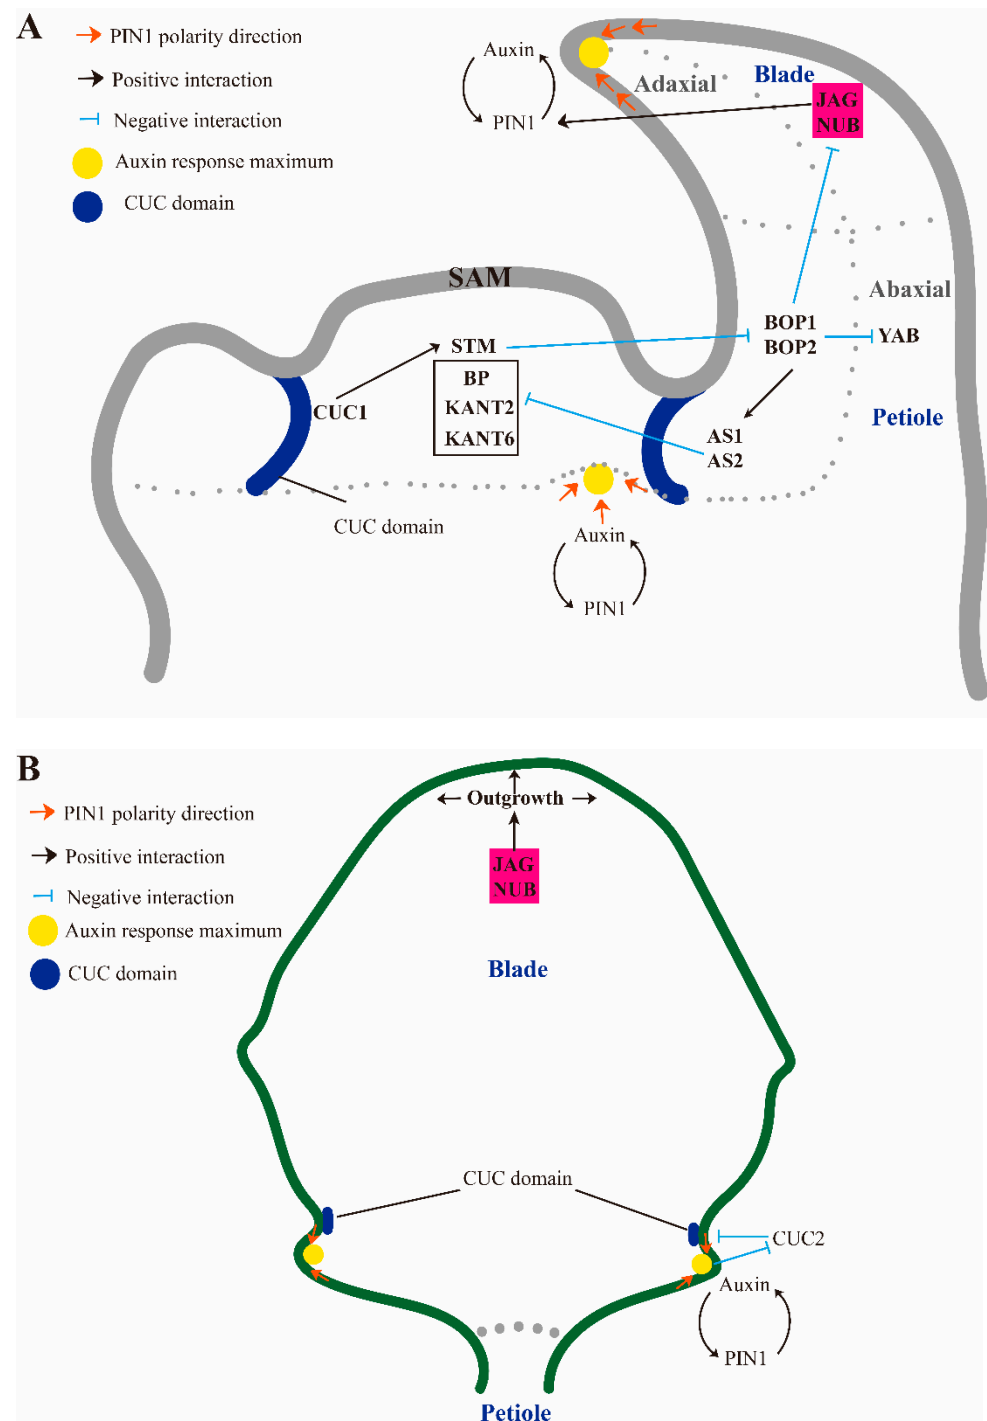 A
PIN1 polarity direction
Positive interaction
Negative interaction
Auxin response maximum
CUC domain
Auxin
PIN1
Adaxial
Blade
JAG
NUB
SAM
Abaxial
BOP1
BOP2
YAB
STM
BP
KANT2
KANT6
CUC1
Petiole
AS1
AS2
CUC domain
Auxin
PIN1
B
PIN1 polarity direction
Positive interaction
Negative interaction
Auxin response maximum
CUC domain
Outgrowth
JAG
NUB
Blade
CUC domain
CUC2
Auxin
PIN1
Petiole